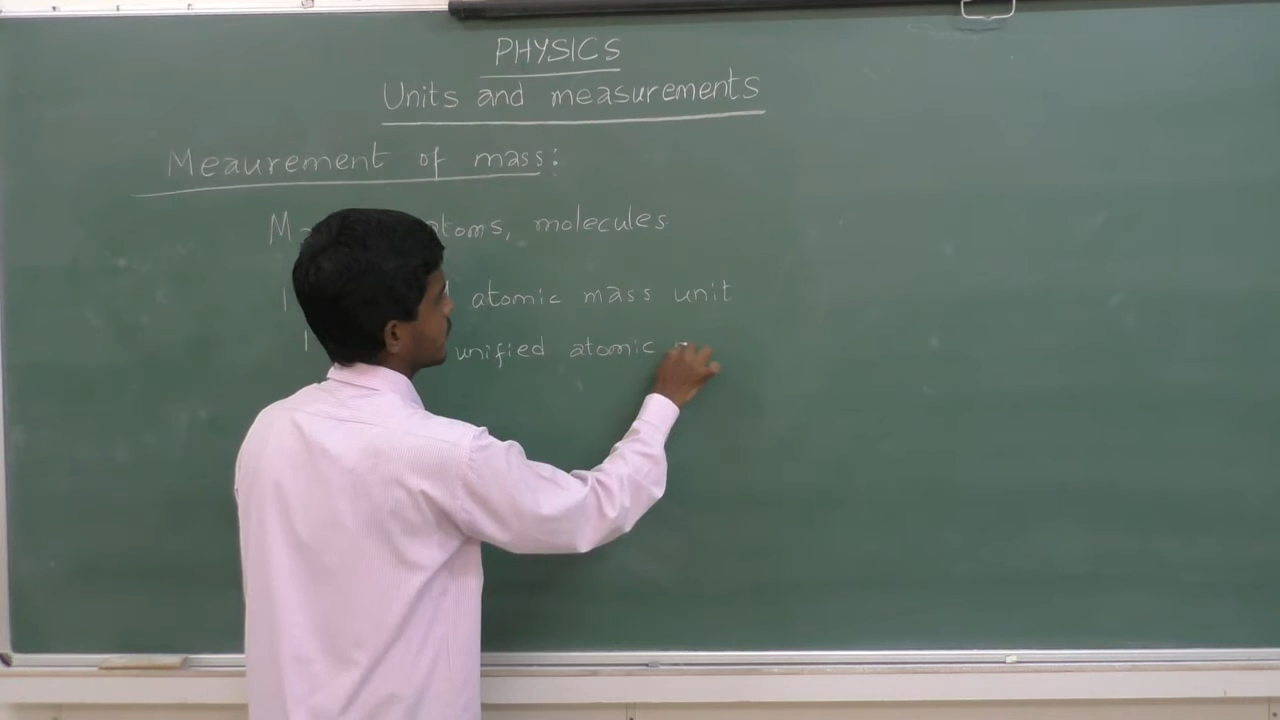 PHYSICS
Units and measurements
Meaurement of mass:
atoms, molecules
atomic mass unit
unified atomic